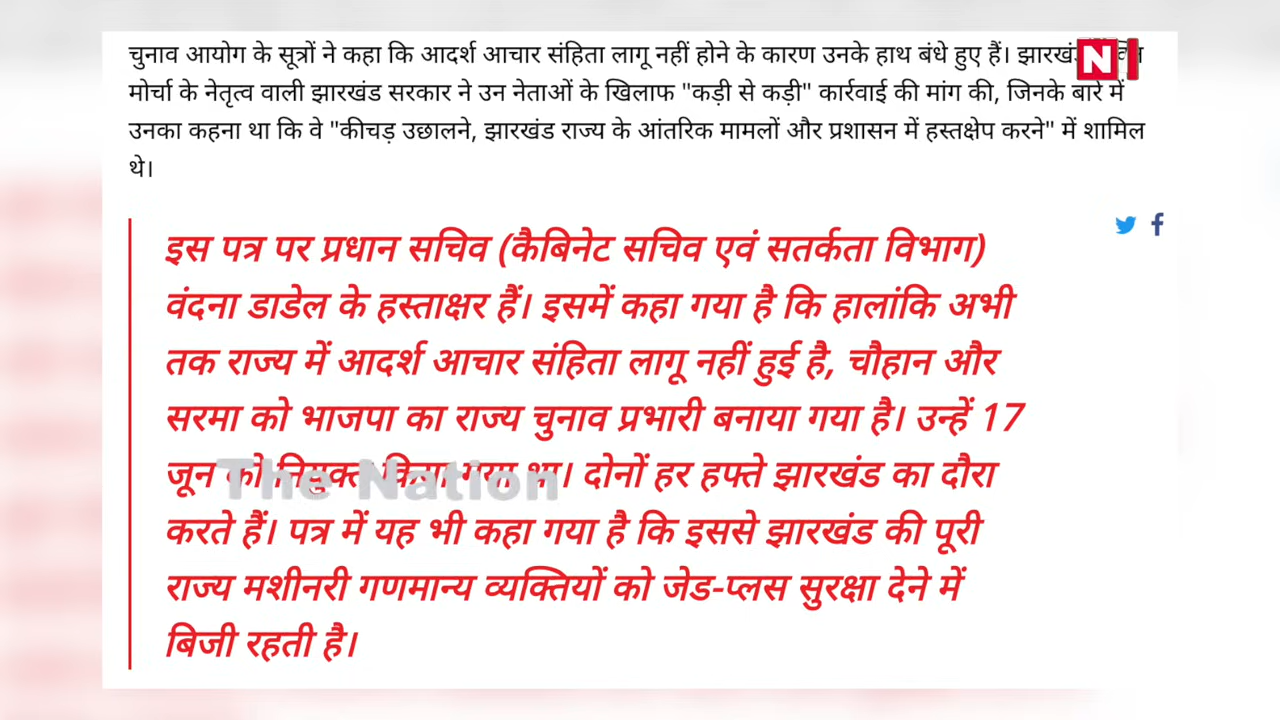 चुनाव आयोग के सूत्रों ने कहा कि आदर्श आचार संहिता लागू नहीं होने के कारण उनके हाथ बंधे हुए हैं।
N
मोर्चा के नेतृत्व वाली झारखंड सरकार ने उन नेताओं के खिलाफ "कड़ी से कड़ी" कार्रवाई की मांग की, जिनके बारे में
उनका कहना था कि वे "कीचड़ उछालने, झारखंड राज्य के आंतरिक मामलों और प्रशासन में हस्तक्षेप करने" में शामिल
थे।
इस पत्र पर प्रधान सचिव (कैबिनेट सचिव एवं सतर्कता विभाग)
वंदना डाडेल के हस्ताक्षर हैं। इसमें कहा गया है कि हालांकि अभी
तक राज्य में आदर्श आचार संहिता लागू नहीं हुई है, चौहान और
सरमा को भाजपा का राज्य चुनाव प्रभारी बनाया गया है। उन्हें 17
जून को नियुक्त किया गया था। दोनों हर हफ्ते झारखंड का दौरा
The Nation
करते हैं। पत्र में यह भी कहा गया है कि इससे झारखंड की पूरी
राज्य मशीनरी गणमान्य व्यक्तियों को जेड-प्लस सुरक्षा देने में
बिजी रहती है।